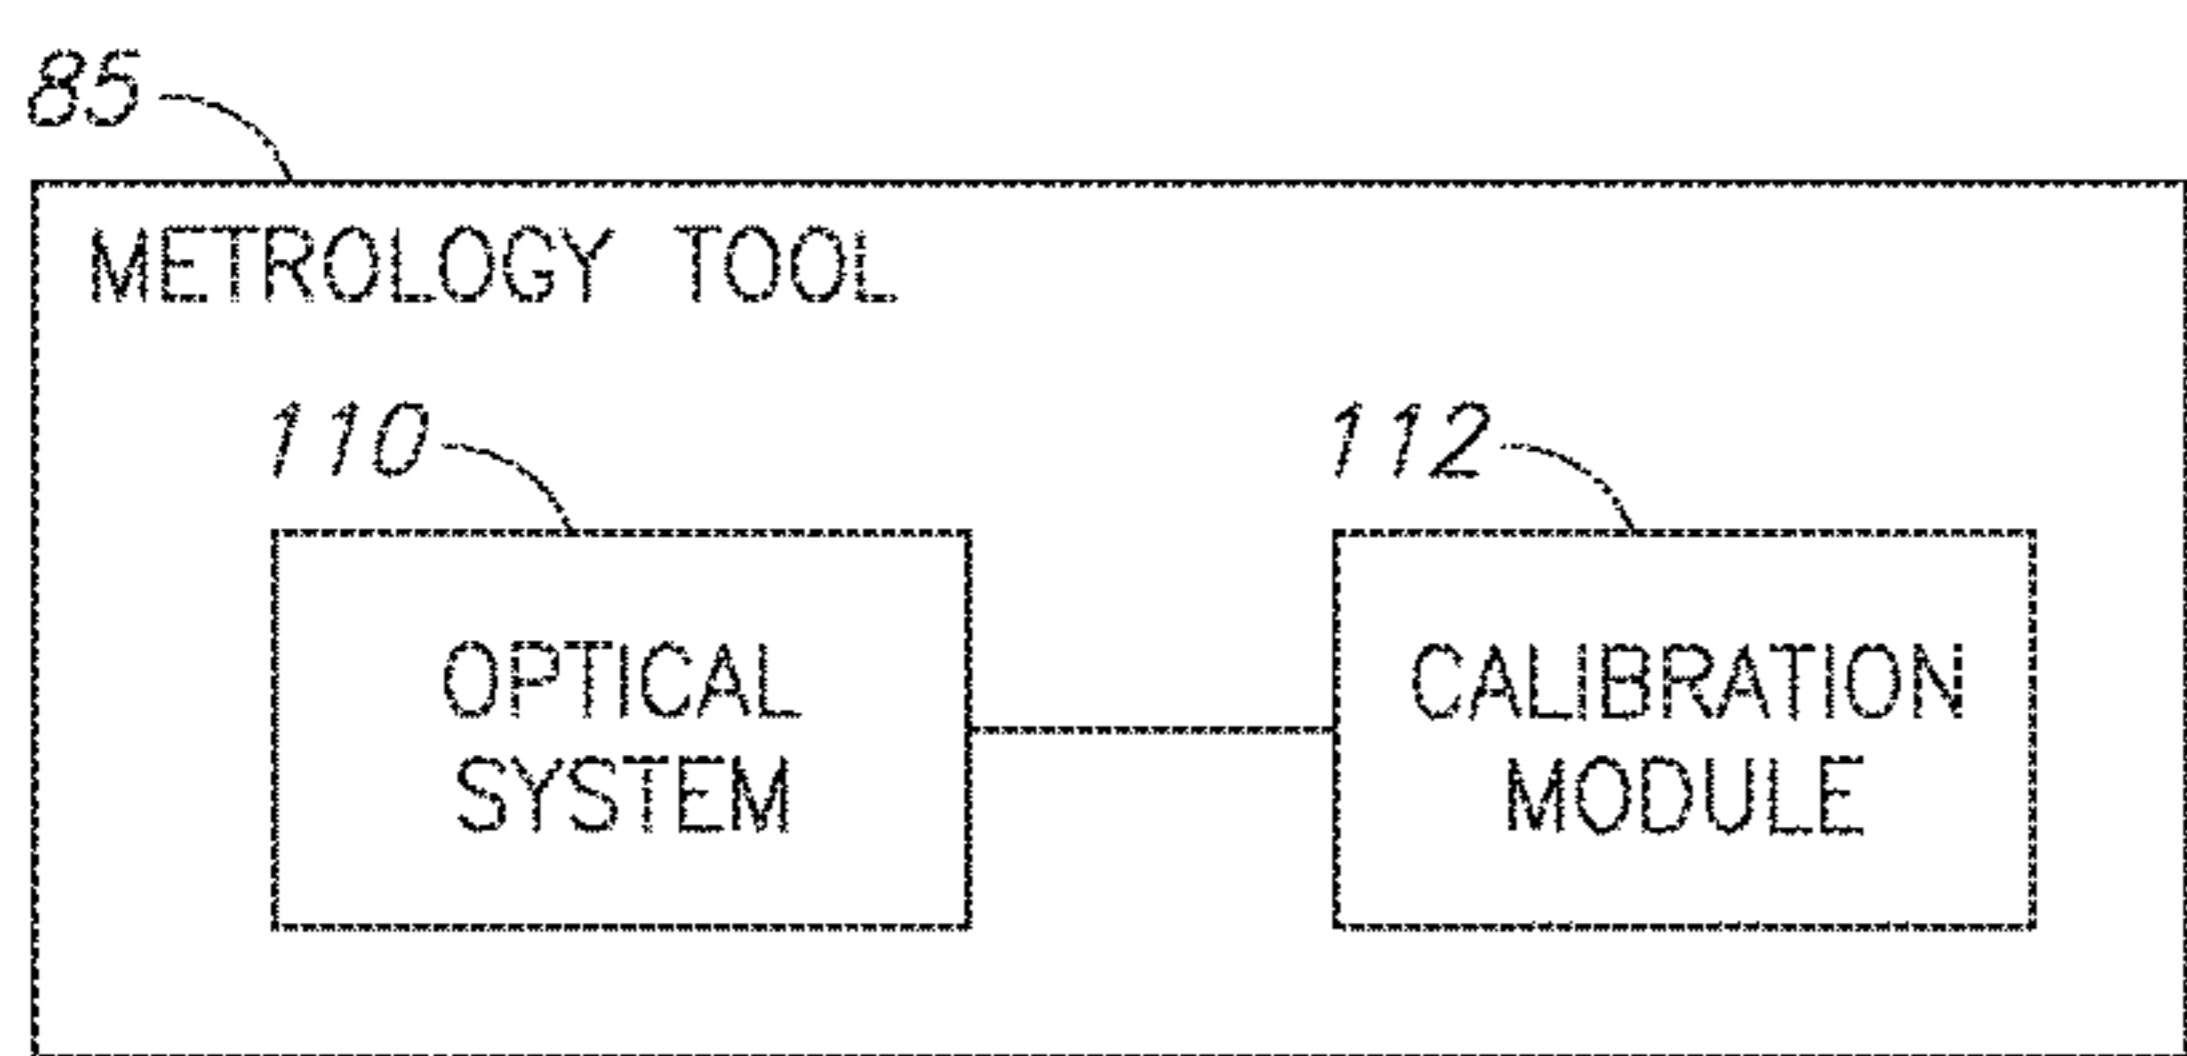 85
METROLOGY TOOL
110
112
OPTICAL
SYSTEM
CALIBRATION
MODULE